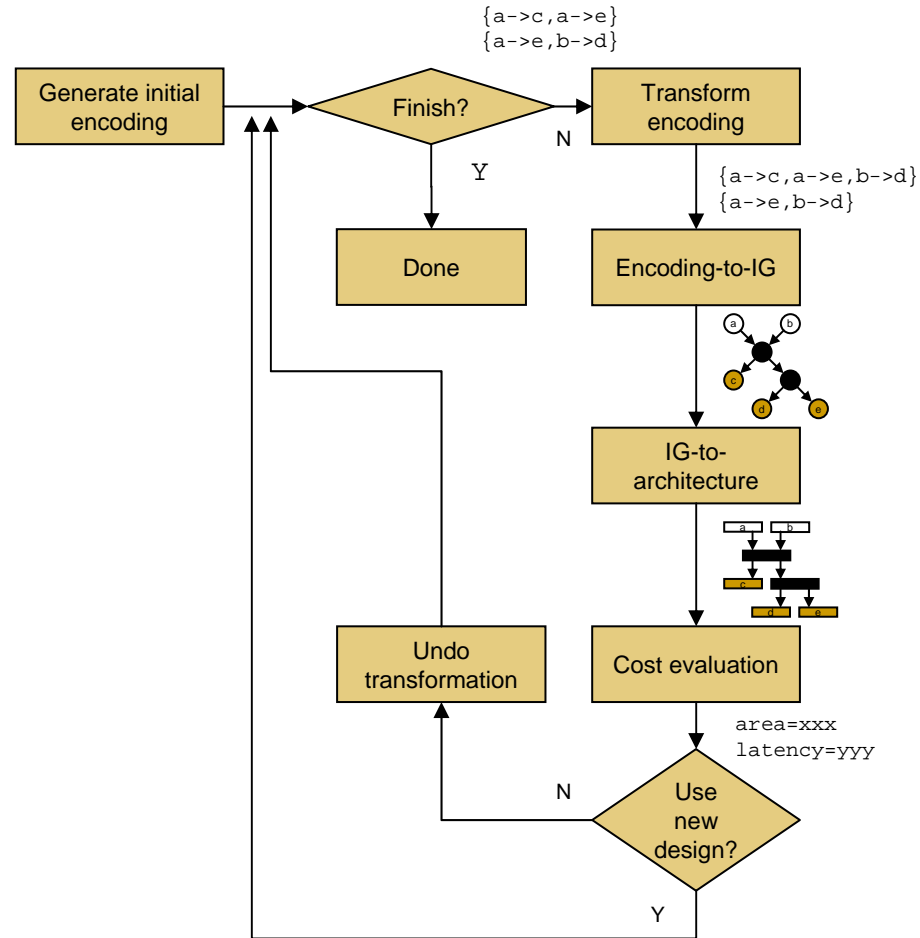 {a->c,a->e}
{a->e,b->d}
Generate initial
encoding
Finish?
Transform
encoding
N
Y
{a->c,a->e,b->d}
{a->e,b->d}
Done
Encoding-to-IG
a
b
c
d
e
IG-to-
architecture
a
b
c
d
e
Undo
transformation
Cost evaluation
area=xxx
latency=yyy
N
Use
new
design?
Y